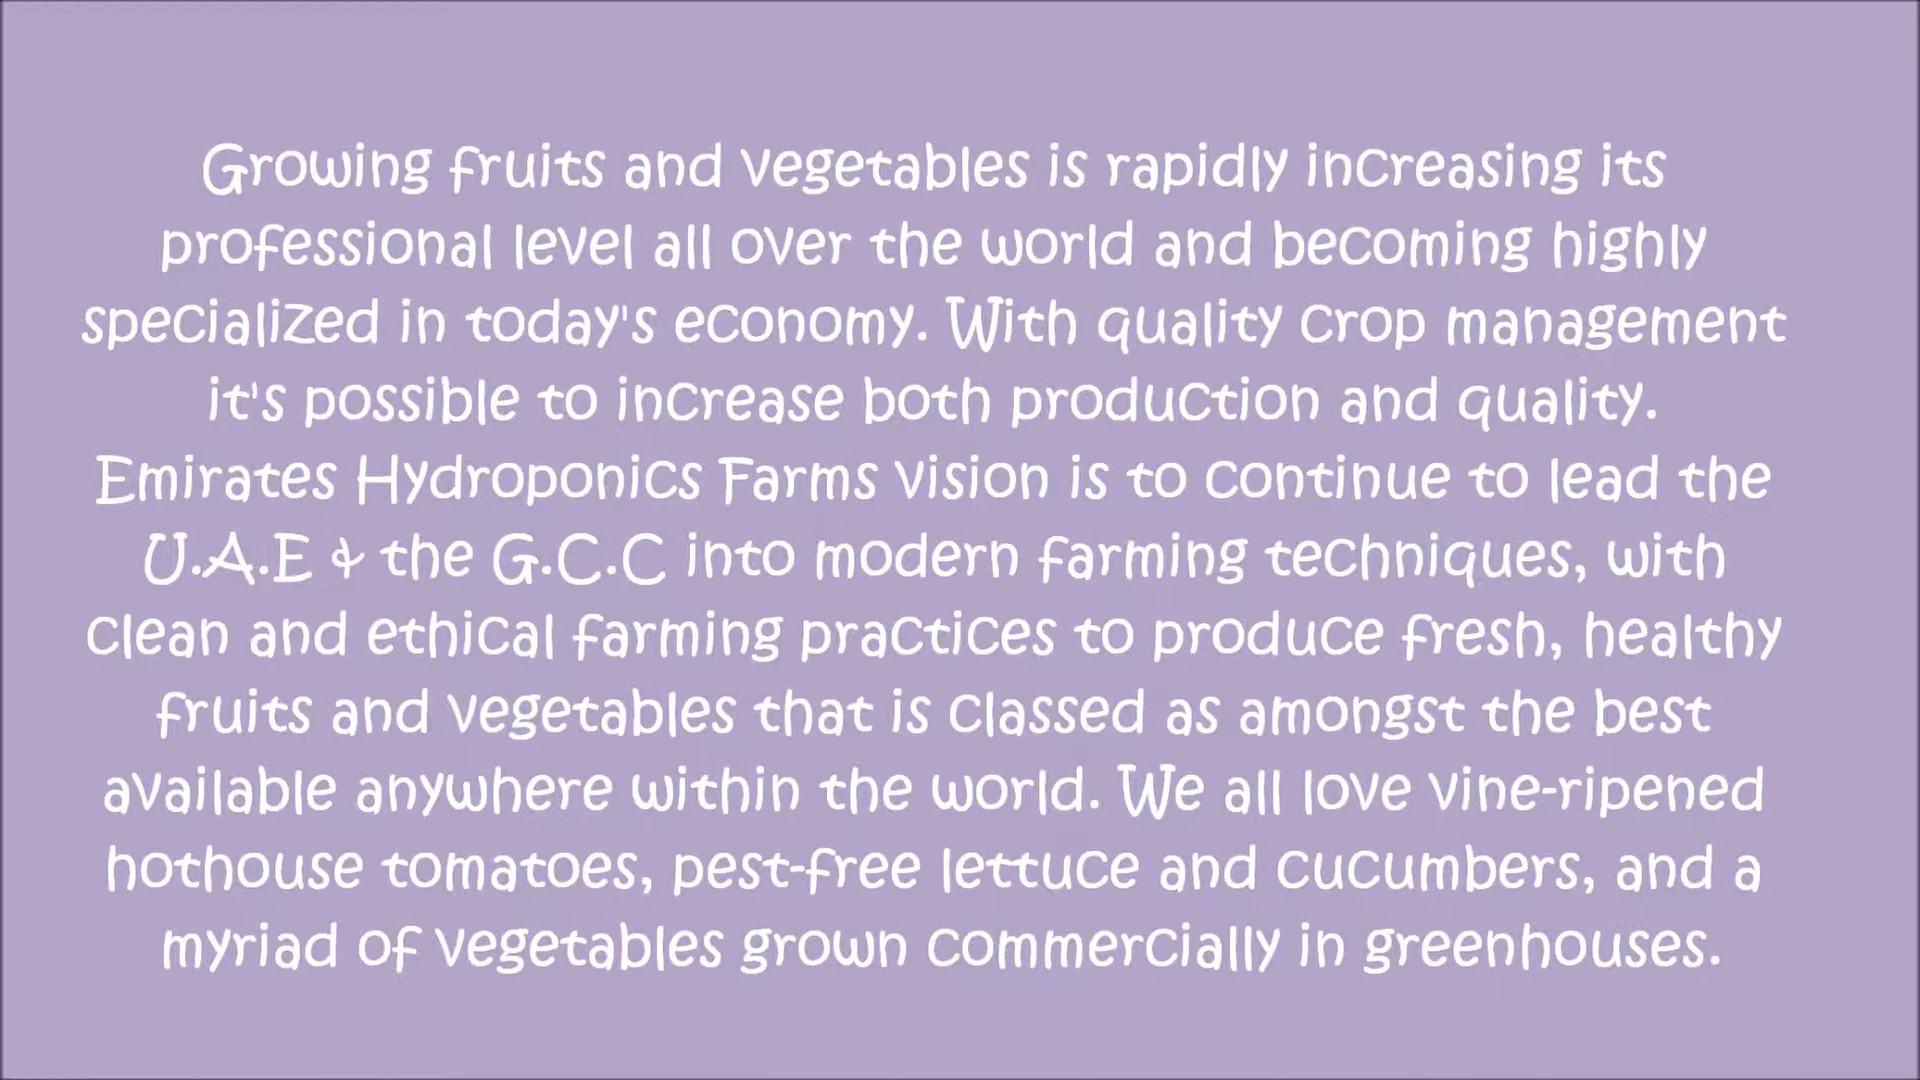 Growing fruits and vegetables is rapidly increasing its
professional level all over the world and becoming highly
specialized in today's economy. With quality crop management
it's possible to increase both production and quality.
Emirates Hydroponics Farms vision is to continue to lead the
U.A.E & the G.C.C into modern farming techniques, with
clean and ethical farming practices to produce fresh, healthy
fruits and vegetables that is classed as amongst the best
available anywhere within the world. We all love vine-ripened
hothouse tomatoes, pest-free lettuce and cucumbers, and a
myriad of vegetables grown commercially in greenhouses.